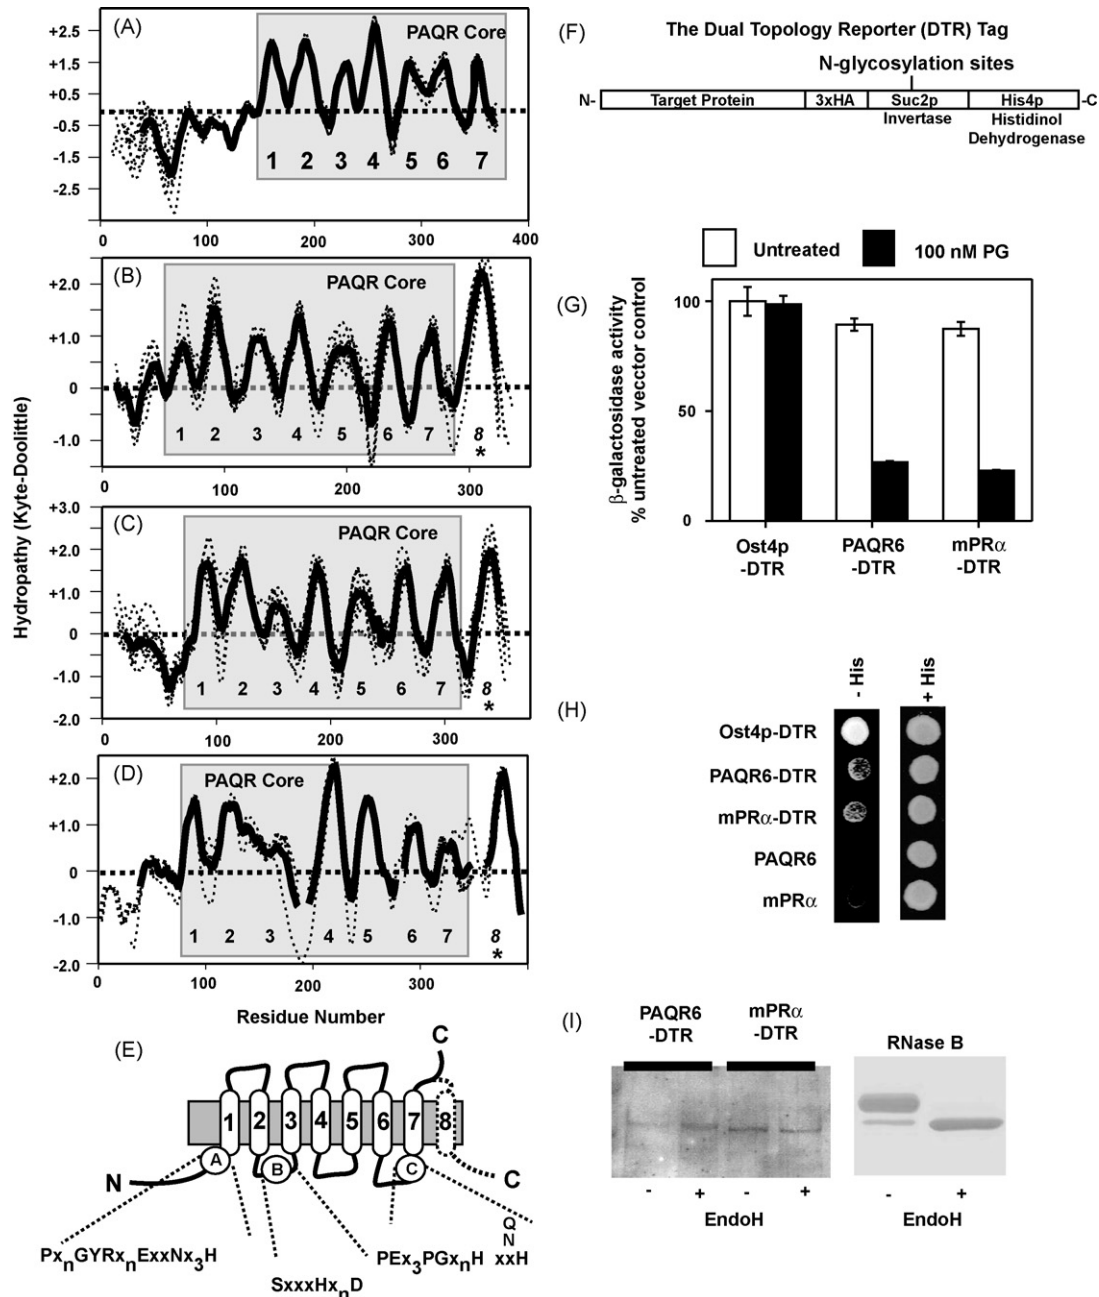 Hydropathy (Kyte-Doolittle)
(A)
PAQR Core
+2.5
+1.5
+0.5
-0.5
-1.5
-2.5
1 2 3 4 5 6 7
0 100 200 300 400
(B)
PAQR Core
+2.0
+1.0
0
-1.0
1 2 3 4 5 6 7 8
*
100 200 300
(C)
PAQR Core
+3.0
+2.0
+1.0
0
-1.0
-2.0
1 2 3 4 5 6 7 8
*
0 100 200 300
(D)
PAQR Core
+2.0
+1.0
0
-1.0
-2.0
1 2 3 4 5 6 7 8
*
0 100 200 300
Residue Number
(E)
C
1 2 3 4 5 6 7 8
A B C
N
C
PxnGYRxnExxNx3H
SxxxHxnD
PEx3PGxnH
Q
N
xxH
(F)
The Dual Topology Reporter (DTR) Tag
N-glycosylation sites
N- Target Protein 3xHA Suc2p His4p -C
Invertase Histidinol
Dehydrogenase
Untreated 100 nM PG
(G)
β-galactosidase activity
% untreated vecctor control
100
50
0
Ost4p
-DTR
PAQR6
-DTR
mPRα
-DTR
(H)
- His
+ His
Ost4p-DTR
PAQR6-DTR
mPRα-DTR
PAQR6
mPRα
(I)
PAQR6
-DTR
mPRα
-DTR
- + - +
EndoH
RNase B
- +
EndoH